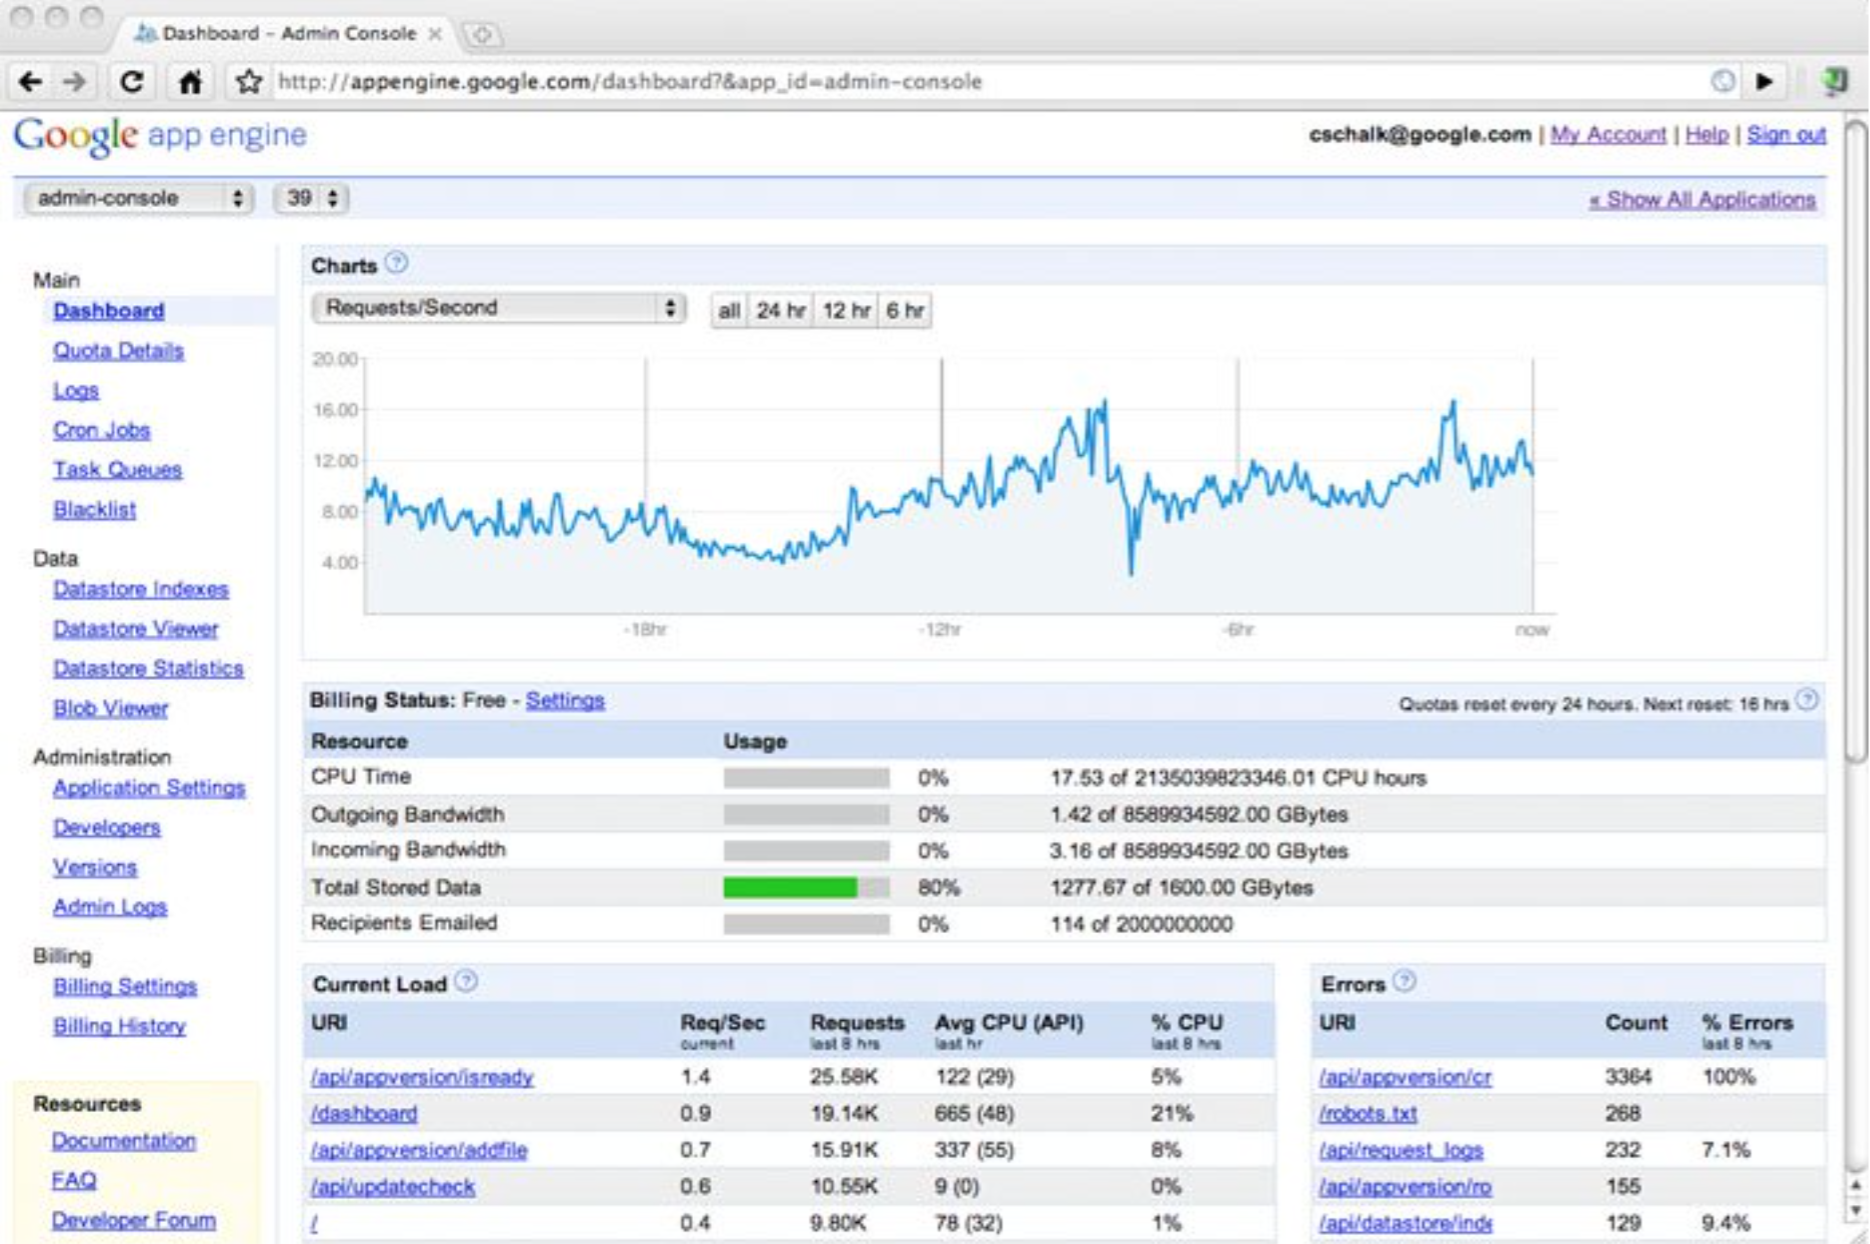 Dashboard – Admin Console
http://appengine.google.com/dashboard?&app_id=admin-console
Google app engine
cschalk@google.com | My Account | Help | Sign out
admin-console 39
« Show All Applications
Main
Dashboard
Quota Details
Logs
Cron Jobs
Task Queues
Blacklist
Data
Datastore Indexes
Datastore Viewer
Datastore Statistics
Blob Viewer
Administration
Application Settings
Developers
Versions
Admin Logs
Billing
Billing Settings
Billing History
Resources
Documentation
FAQ
Developer Forum
Charts ?
Requests/Second all 24 hr 12 hr 6 hr
20.00
16.00
12.00
8.00
4.00
-18hr -12hr -6hr now
Billing Status: Free - Settings
Quotas reset every 24 hours. Next reset: 16 hrs ?
Resource Usage
CPU Time 0% 17.53 of 2135039823346.01 CPU hours
Outgoing Bandwidth 0% 1.42 of 8589934592.00 GBytes
Incoming Bandwidth 0% 3.16 of 8589934592.00 GBytes
Total Stored Data 80% 1277.67 of 1600.00 GBytes
Recipients Emailed 0% 114 of 2000000000
Current Load ?
URI Req/Sec Requests Avg CPU (API) % CPU
current last 8 hrs last hr last 8 hrs
/api/appversion/isready 1.4 25.58K 122 (29) 5%
/dashboard 0.9 19.14K 665 (48) 21%
/api/appversion/addfile 0.7 15.91K 337 (55) 8%
/api/updatecheck 0.6 10.55K 9 (0) 0%
/ 0.4 9.80K 78 (32) 1%
Errors ?
URI Count % Errors
last 8 hrs
/api/appversion/cr 3364 100%
/robots.txt 268
/api/request_logs 232 7.1%
/api/appversion/ro 155
/api/datastore/inde 129 9.4%